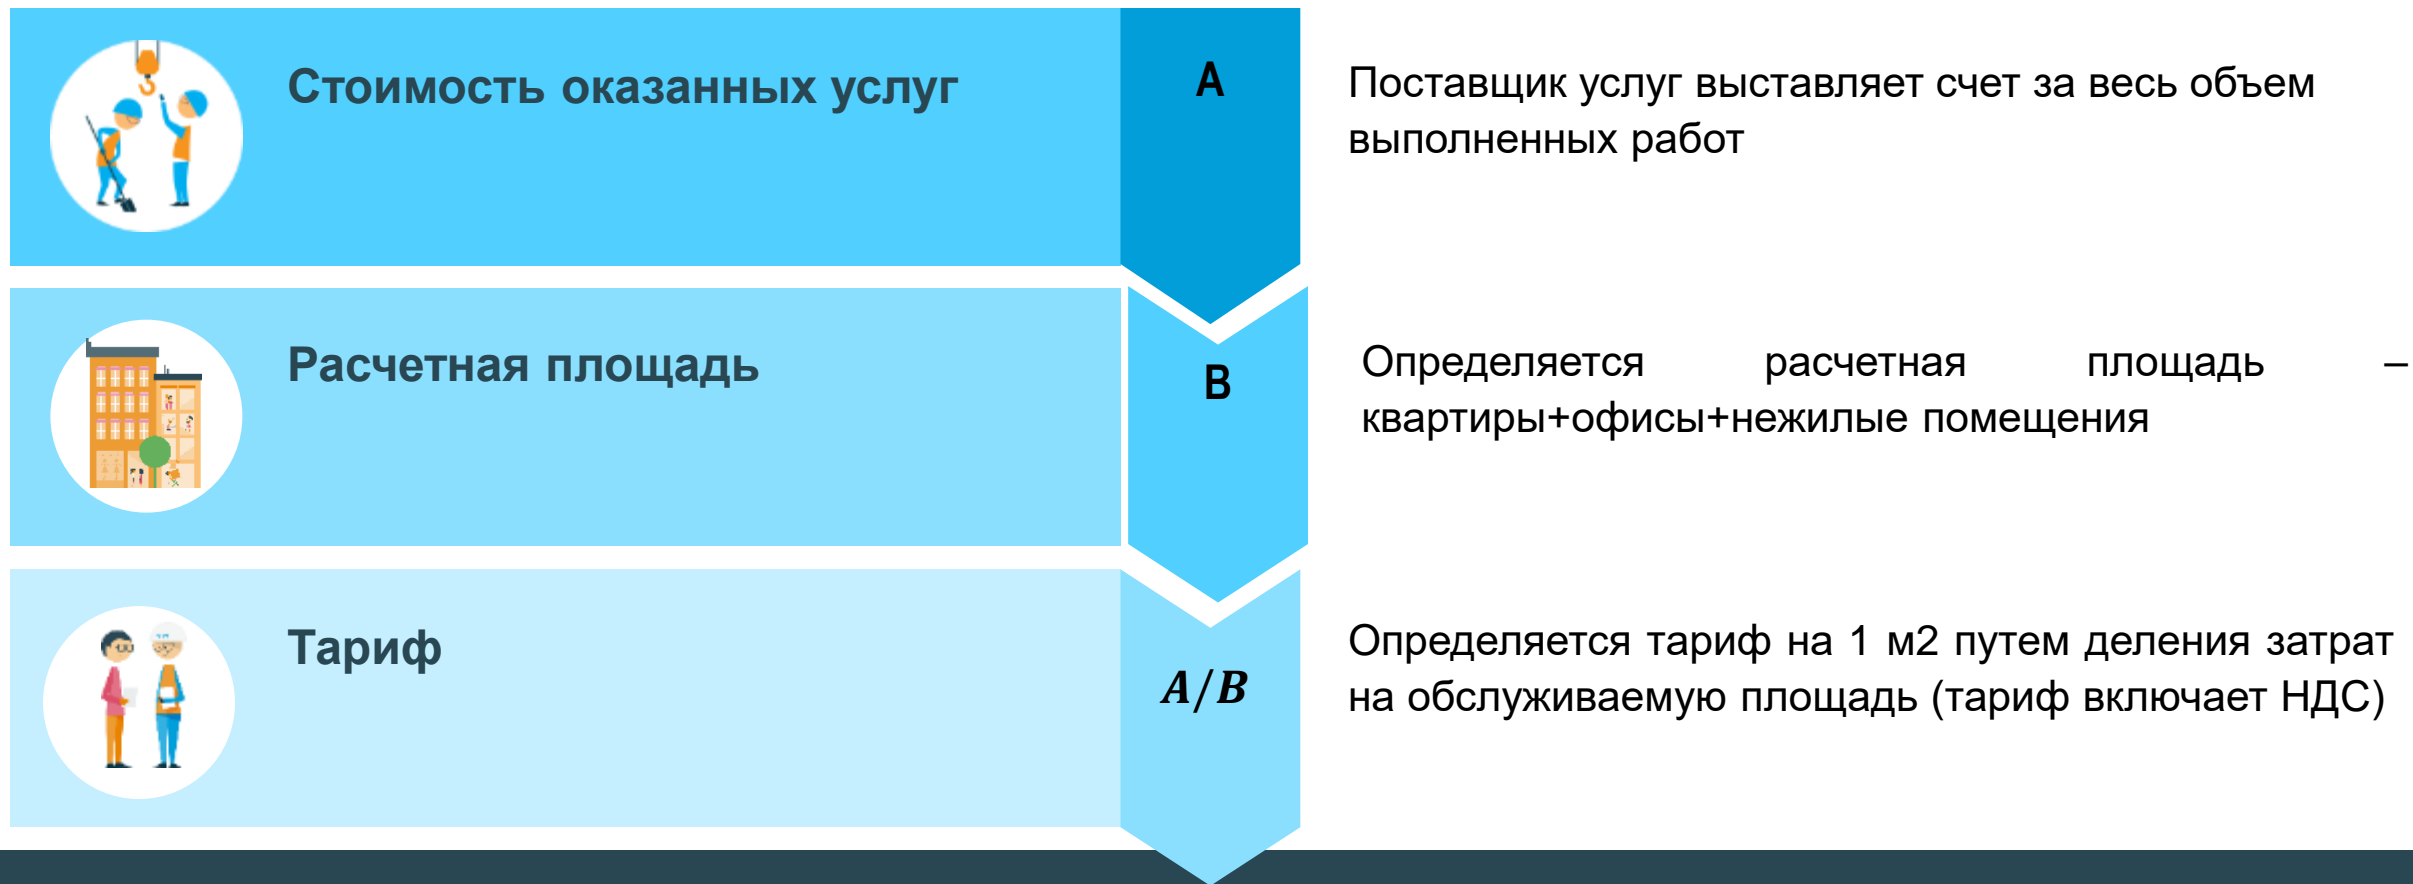 Стоимость оказанных услуг
A
Поставщик услуг выставляет счет за весь объем
выполненных работ
Расчетная площадь
B
Определяется расчетная площадь –
квартиры+офисы+нежилые помещения
Тариф
A/B
Определяется тариф на 1 м2 путем деления затрат
на обслуживаемую площадь (тариф включает НДС)